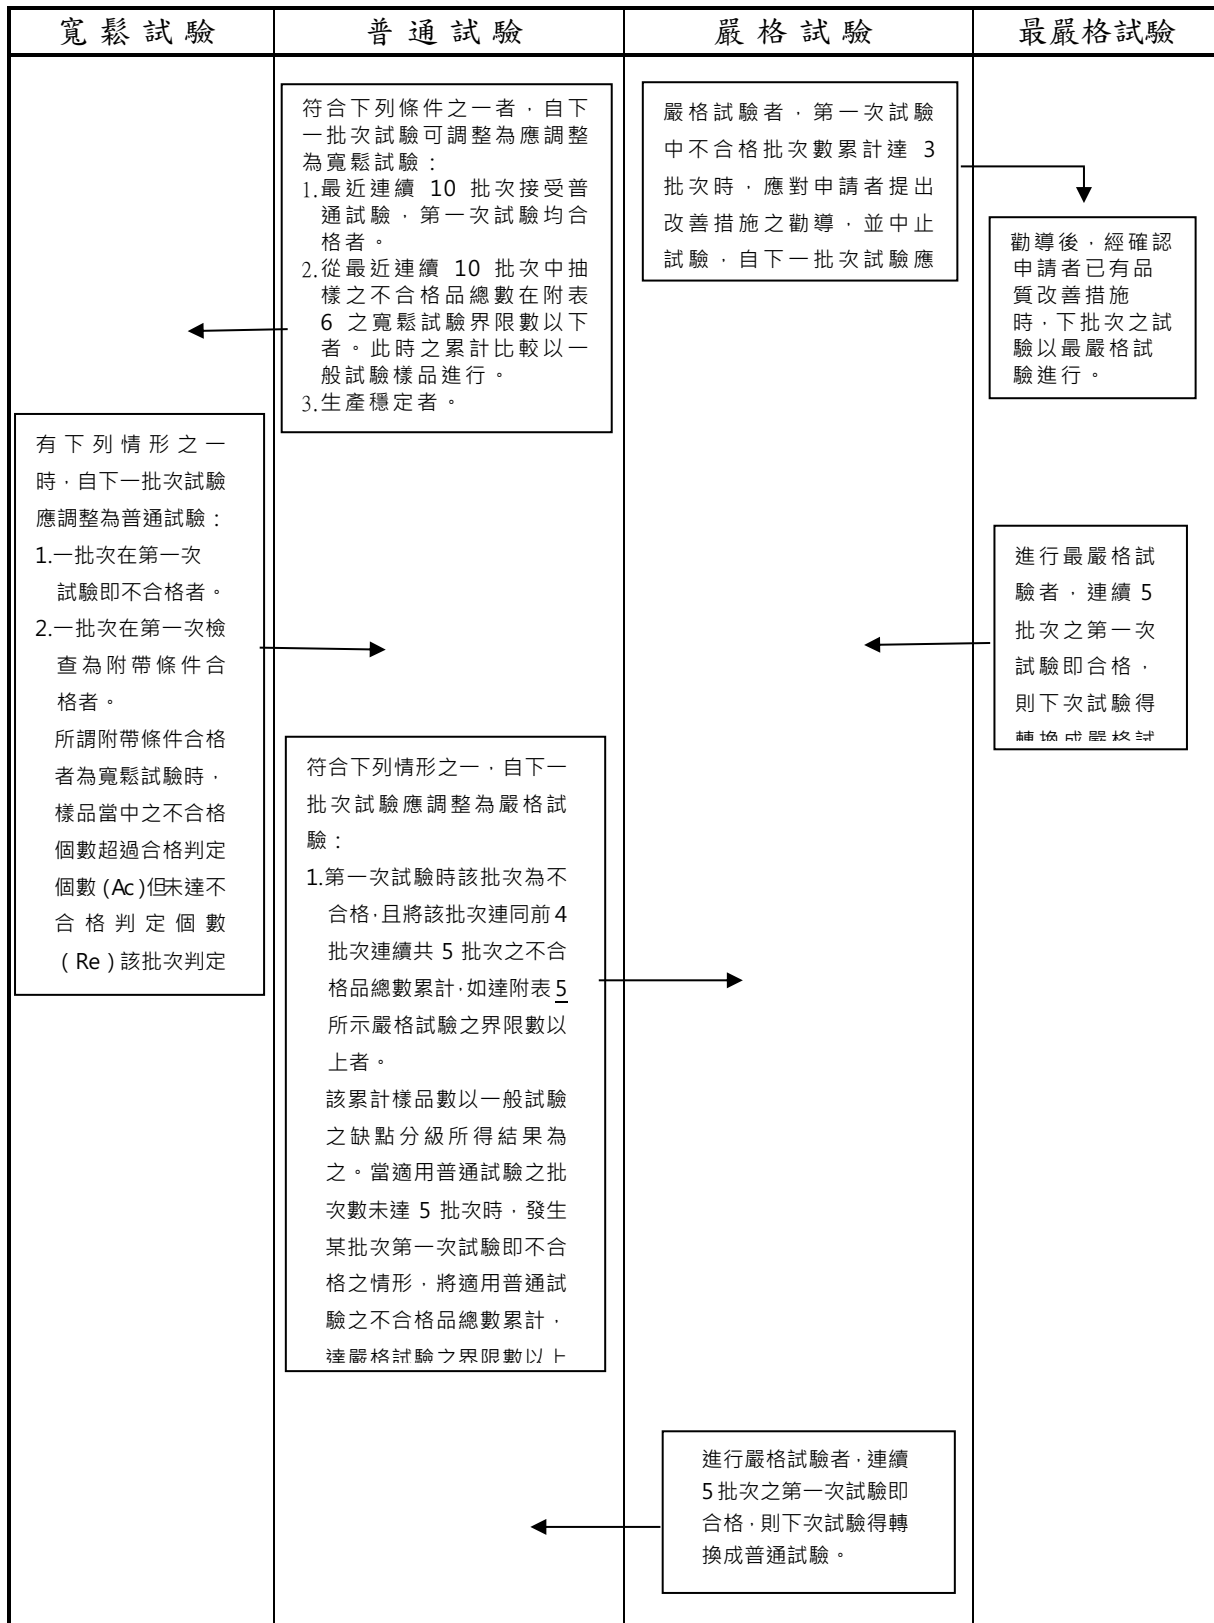 寬鬆試驗
普通試驗
嚴格試驗
最嚴格試驗
符合下列條件之一者，自下
一批次試驗可調整為應調整
為寬鬆試驗：
1.最近連續 10 批次接受普
通試驗，第一次試驗均合
格者。
2.從最近連續 10 批次中抽
樣之不合格品總數在附表
6 之寬鬆試驗界限數以下
者。此時之累計比較以一
般試驗樣品進行。
3.生產穩定者。
嚴格試驗者，第一次試驗
中不合格批次數累計達 3
批次時，應對申請者提出
改善措施之勸導，並中止
試驗，自下一批次試驗應
勸導後，經確認
申請者已有品
質改善措施
時，下批次之試
驗以最嚴格試
驗進行。
有下列情形之一
時，自下一批次試驗
應調整為普通試驗：
1.一批次在第一次
試驗即不合格者。
2.一批次在第一次檢
查為附帶條件合
格者。
所謂附帶條件合格
者為寬鬆試驗時，
樣品當中之不合格
個數超過合格判定
個數(Ac)但未達不
合格判定個數
(Re)該批次判定
進行最嚴格試
驗者，連續 5
批次之第一次
試驗即合格，
則下次試驗得
轉換成嚴格試
符合下列情形之一，自下一
批次試驗應調整為嚴格試
驗：
1.第一次試驗時該批次為不
合格，且將該批次連同前4
批次連續共 5 批次之不合
格品總數累計，如達附表5
所示嚴格試驗之界限數以
上者。
該累計樣品數以一般試驗
之缺點分級所得結果為
之。當適用普通試驗之批
次數未達 5 批次時，發生
某批次第一次試驗即不合
格之情形，將適用普通試
驗之不合格品總數累計，
達嚴格試驗之界限數以上
進行嚴格試驗者，連續
5批次之第一次試驗即
合格，則下次試驗得轉
換成普通試驗。